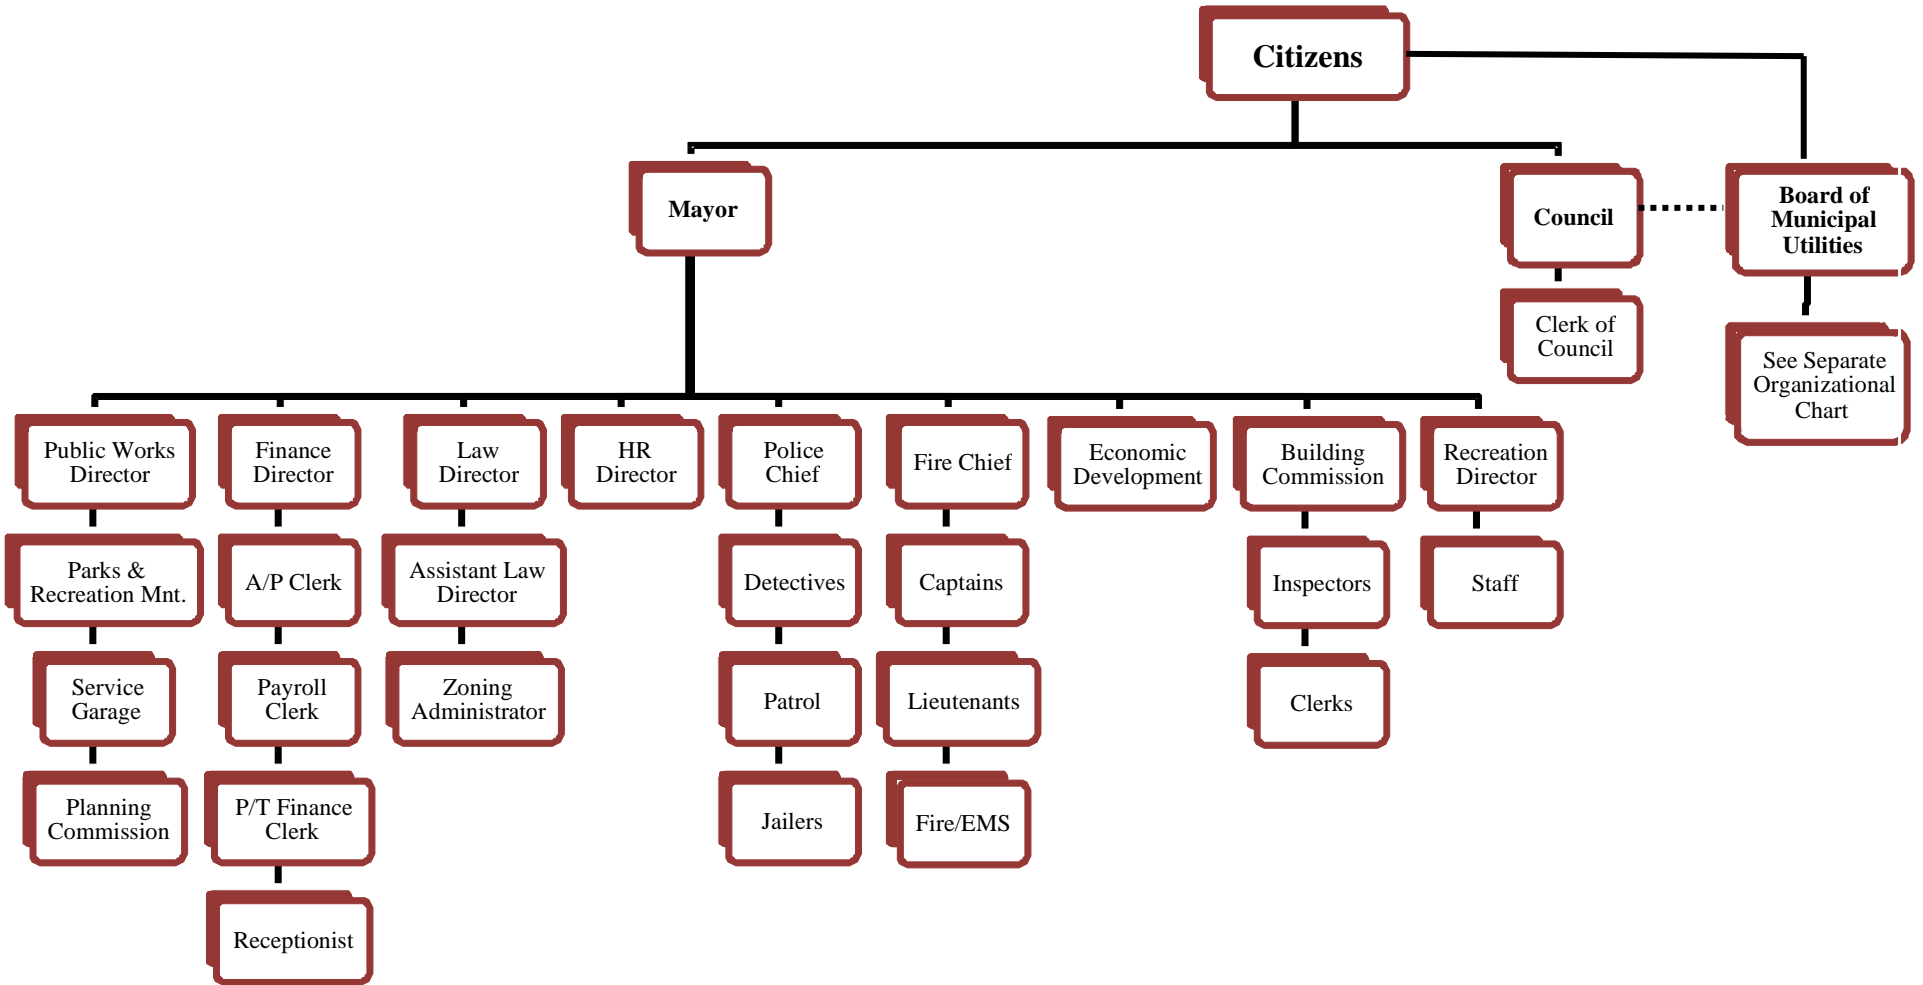 Citizens
Mayor
Council
Board of
Municipal
Utilities
Clerk of
Council
See Separate
Organizational
Chart
Public Works
Director
Finance
Director
Law
Director
HR
Director
Police
Chief
Fire Chief
Economic
Development
Building
Commission
Recreation
Director
Parks &
Recreation Mnt.
A/P Clerk
Assistant Law
Director
Detectives
Captains
Inspectors
Staff
Service
Garage
Payroll
Clerk
Zoning
Administrator
Patrol
Lieutenants
Clerks
Planning
Commission
P/T Finance
Clerk
Jailers
Fire/EMS
Receptionist